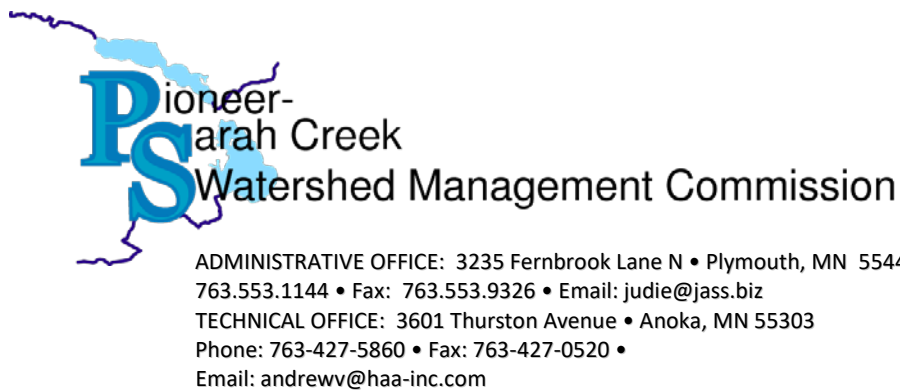 Pioneer-
Sarah Creek
Watershed Management Commission
ADMINISTRATIVE OFFICE: 3235 Fernbrook Lane N • Plymouth, MN 5544
763.553.1144 • Fax: 763.553.9326 • Email: judie@jass.biz
TECHNICAL OFFICE: 3601 Thurston Avenue • Anoka, MN 55303
Phone: 763-427-5860 • Fax: 763-427-0520 •
Email: andrewv@haa-inc.com